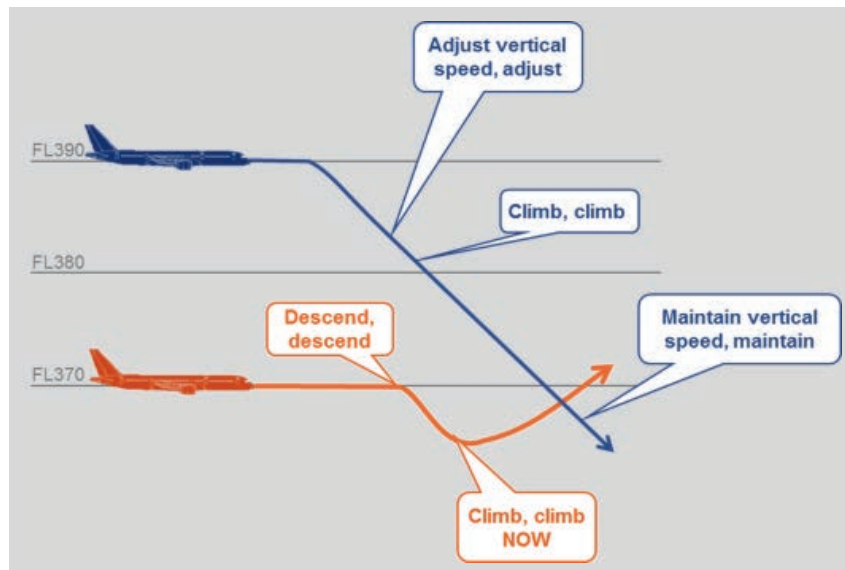 Adjust vertical
speed, adjust
FL390
Climb, climb
FL380
Descend,
descend
Maintain vertical
speed, maintain
FL370
Climb, climb
NOW